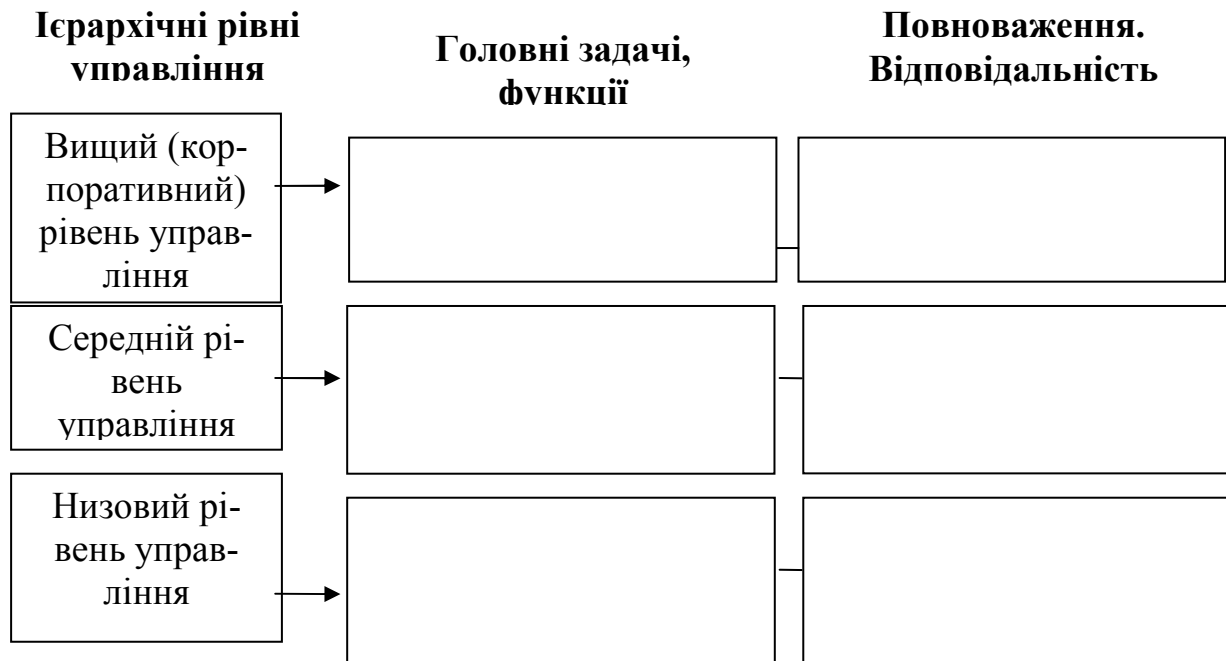 Ієрархічні рівні
управління
Головні задачі,
функції
Повноваження.
Відповідальність
Вищий (кор-
поративний)
рівень управ-
ління
Середній рі-
вень
управління
Низовий рі-
вень управ-
ління